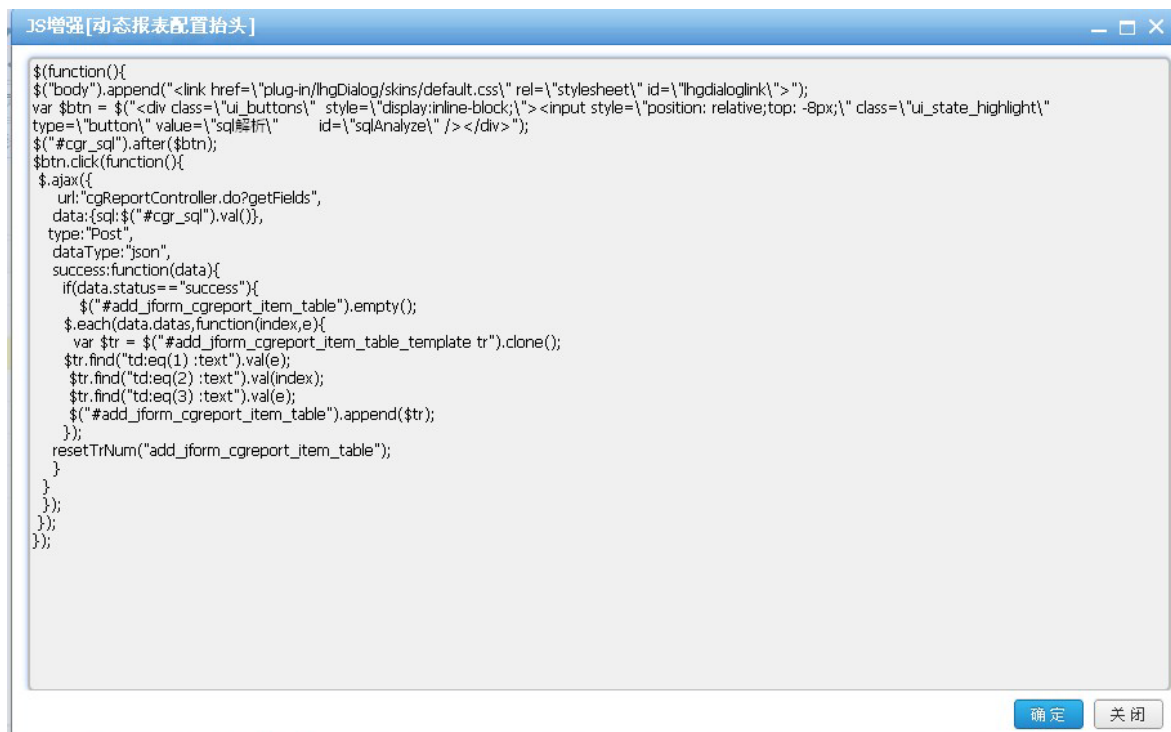 JS增强[动态报表配置抬头]
$(function(){
$("body").append("<link href=\"plug-in/lhgDialog/skins/default.css\" rel=\"stylesheet\" id=\"lhgdialoglink\">");
var $btn = $("<div class=\"ui_buttons\" style=\"display:inline-block;\"><input style=\"position: relative;top: -8px;\" class=\"ui_state_highlight\"
type=\"button\" value=\"sql解析\" id=\"sqlAnalyze\" /></div>");
$("#cgr_sql").after($btn);
$btn.click(function(){
$.ajax({
url:"cgReportController.do?getFields",
data:{sql:$("#cgr_sql").val()},
type:"Post",
dataType:"json",
success:function(data){
if(data.status=="success"){
$("#add_jform_cgreport_item_table").empty();
$.each(data.datas,function(index,e){
var $tr = $("#add_jform_cgreport_item_table_template tr").clone();
$tr.find("td:eq(1) :text").val(e);
$tr.find("td:eq(2) :text").val(index);
$tr.find("td:eq(3) :text").val(e);
$("#add_jform_cgreport_item_table").append($tr);
});
resetTrNum("add_jform_cgreport_item_table");
}
}
});
});
});
确定 关闭